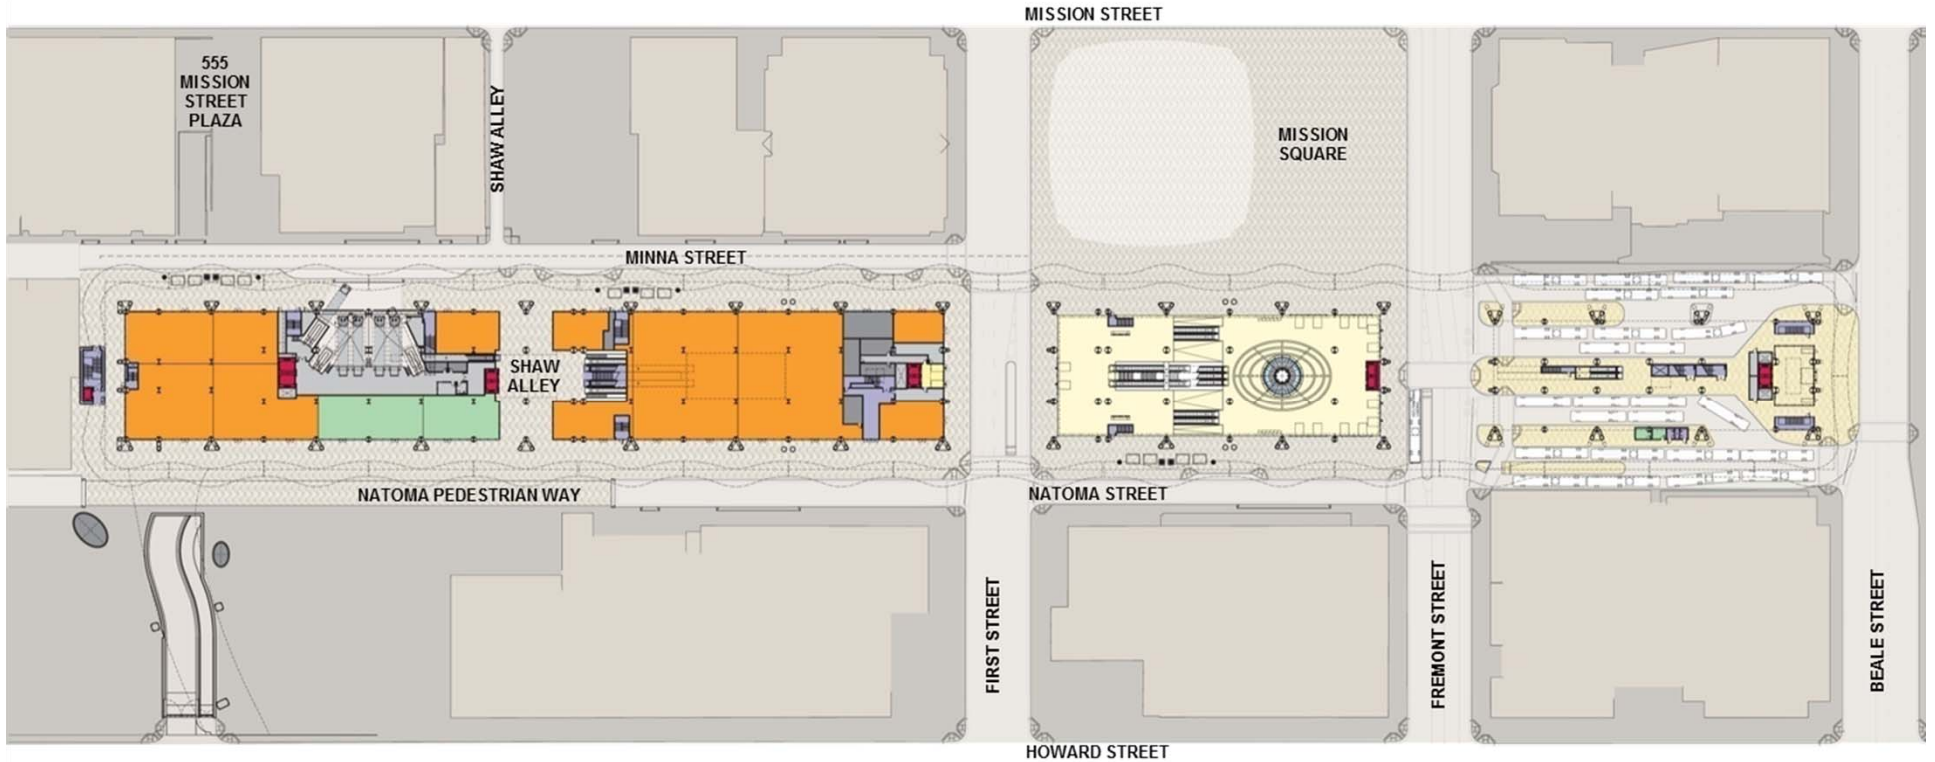 MISSION STREET
555
MISSION
STREET
PLAZA
SHAW ALLEY
MISSION
SQUARE
MINNA STREET
SHAW
ALLEY
NATOMA PEDESTRIAN WAY
NATOMA STREET
FIRST STREET
FREMONT STREET
BEALE STREET
HOWARD STREET